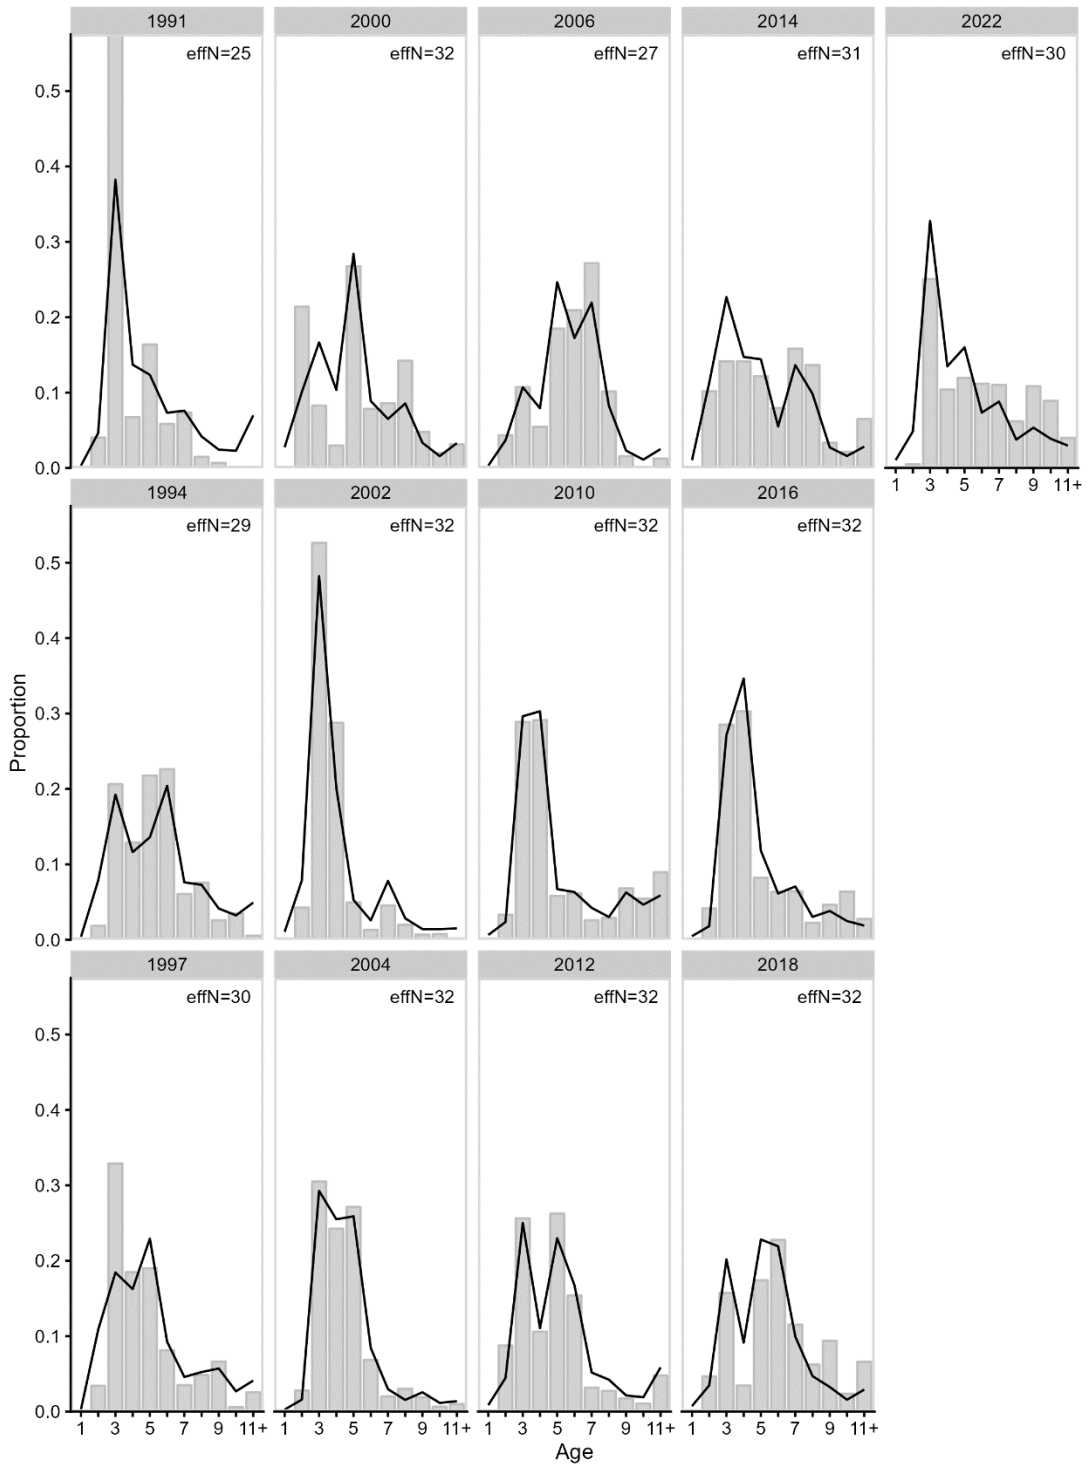 1991 2000 2006 2014 2022
effN=25 effN=32 effN=27 effN=31 effN=30
0.5
0.4
0.3
0.2
0.1
0.0
1 3 5 7 9 11+
1994 2002 2010 2016
effN=29 effN=32 effN=32 effN=32
0.5
0.4
0.3
0.2
0.1
0.0
Proportion
1997 2004 2012 2018
effN=30 effN=32 effN=32 effN=32
0.5
0.4
0.3
0.2
0.1
0.0
1 3 5 7 9 11+ 1 3 5 7 9 11+ 1 3 5 7 9 11+ 1 3 5 7 9 11+
Age